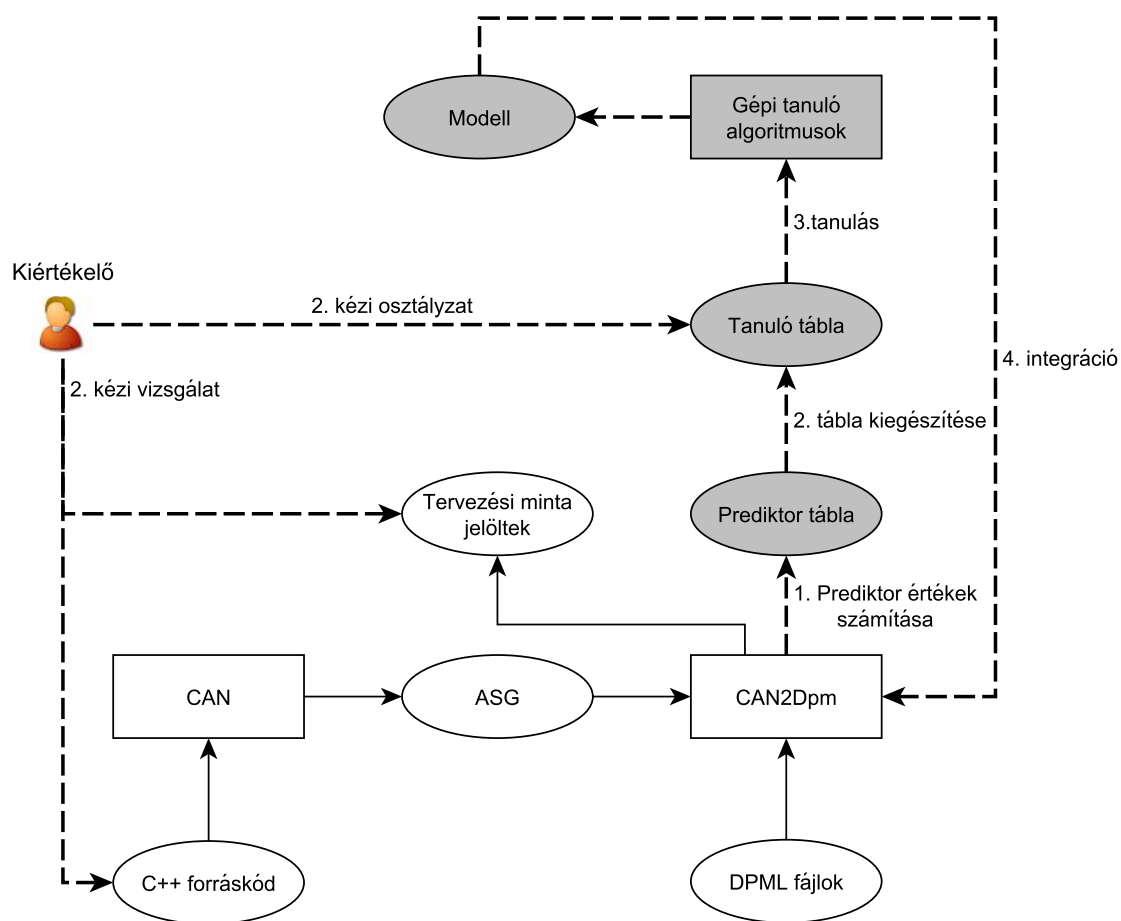 Modell
Gépi tanuló
algoritmusok
3.tanulás
Kiértékelő
2. kézi osztályzat
Tanuló tábla
4. integráció
2. kézi vizsgálat
2. tábla kiegészítése
Tervezési minta
jelöltek
Prediktor tábla
1. Prediktor értékek
számítása
CAN
ASG
CAN2Dpm
C++ forráskód
DPML fájlok